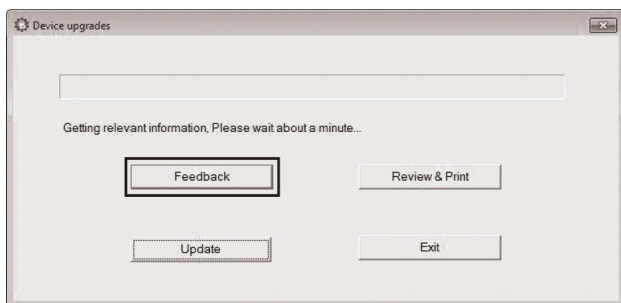 Device upgrades
Getting relevant information, Please wait about a minute...
Feedback
Review & Print
Update
Exit